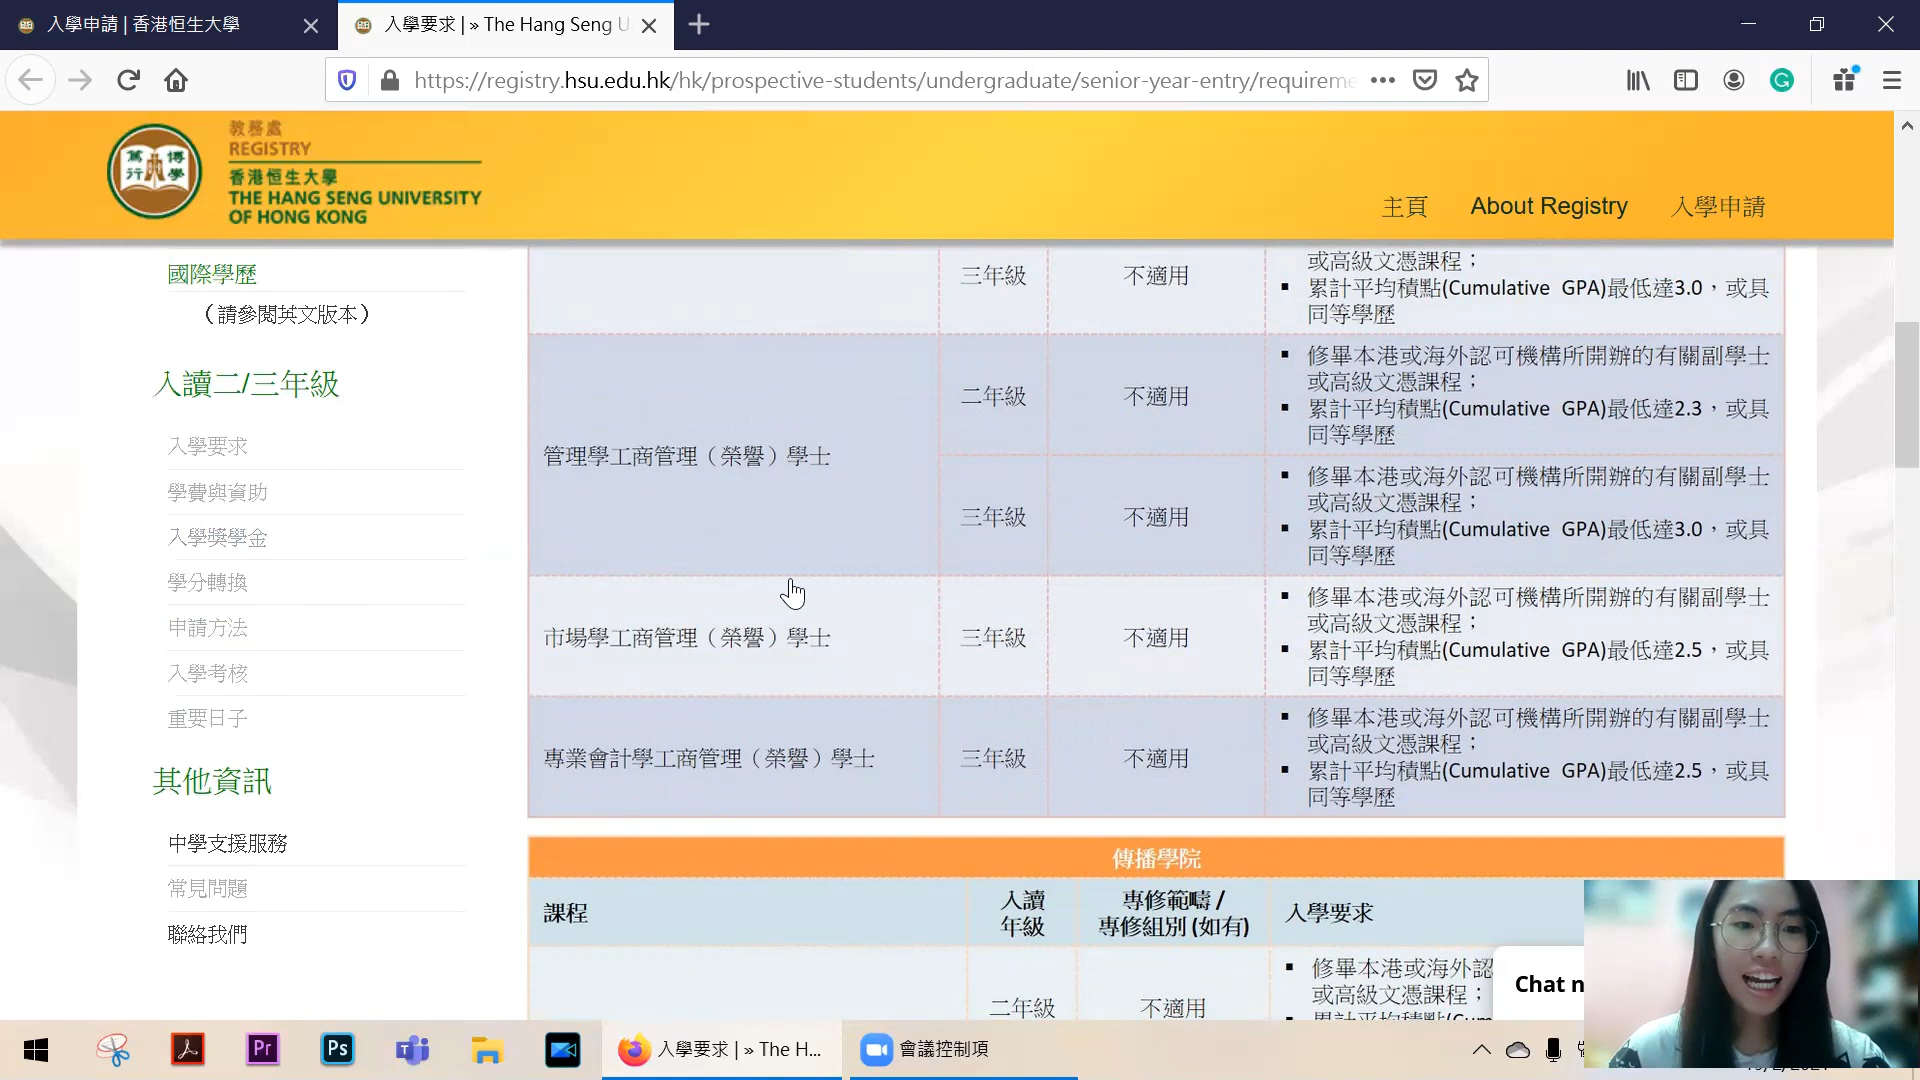 入學申請 | 香港恒生大學
入學要求 | » The Hang Seng U
https://registry.hsu.edu.hk/hk/prospective-students/undergraduate/senior-year-entry/requireme
教務處
REGISTRY
香港恒生大學
THE HANG SENG UNIVERSITY
OF HONG KONG
博學
篤行
主頁 About Registry 入學申請
國際學歷
（請參閱英文版本）
入讀二/三年級
入學要求
學費與資助
入學獎學金
學分轉換
申請方法
入學考核
重要日子
其他資訊
中學支援服務
常見問題
聯絡我們
三年級 不適用
或高級文憑課程；
▪ 累計平均積點(Cumulative GPA)最低達3.0，或具
同等學歷
管理學工商管理（榮譽）學士
二年級 不適用
▪ 修畢本港或海外認可機構所開辦的有關副學士
或高級文憑課程；
▪ 累計平均積點(Cumulative GPA)最低達2.3，或具
同等學歷
三年級 不適用
▪ 修畢本港或海外認可機構所開辦的有關副學士
或高級文憑課程；
▪ 累計平均積點(Cumulative GPA)最低達3.0，或具
同等學歷
市場學工商管理（榮譽）學士 三年級 不適用
▪ 修畢本港或海外認可機構所開辦的有關副學士
或高級文憑課程；
▪ 累計平均積點(Cumulative GPA)最低達2.5，或具
同等學歷
專業會計學工商管理（榮譽）學士 三年級 不適用
▪ 修畢本港或海外認可機構所開辦的有關副學士
或高級文憑課程；
▪ 累計平均積點(Cumulative GPA)最低達2.5，或具
同等學歷
傳播學院
課程
入讀
年級
專修範疇 /
專修組別 (如有)
入學要求
二年級 不適用
▪ 修畢本港或海外認
或高級文憑課程；
Chat n
Pr
Ps
入學要求 | » The H...
會議控制項